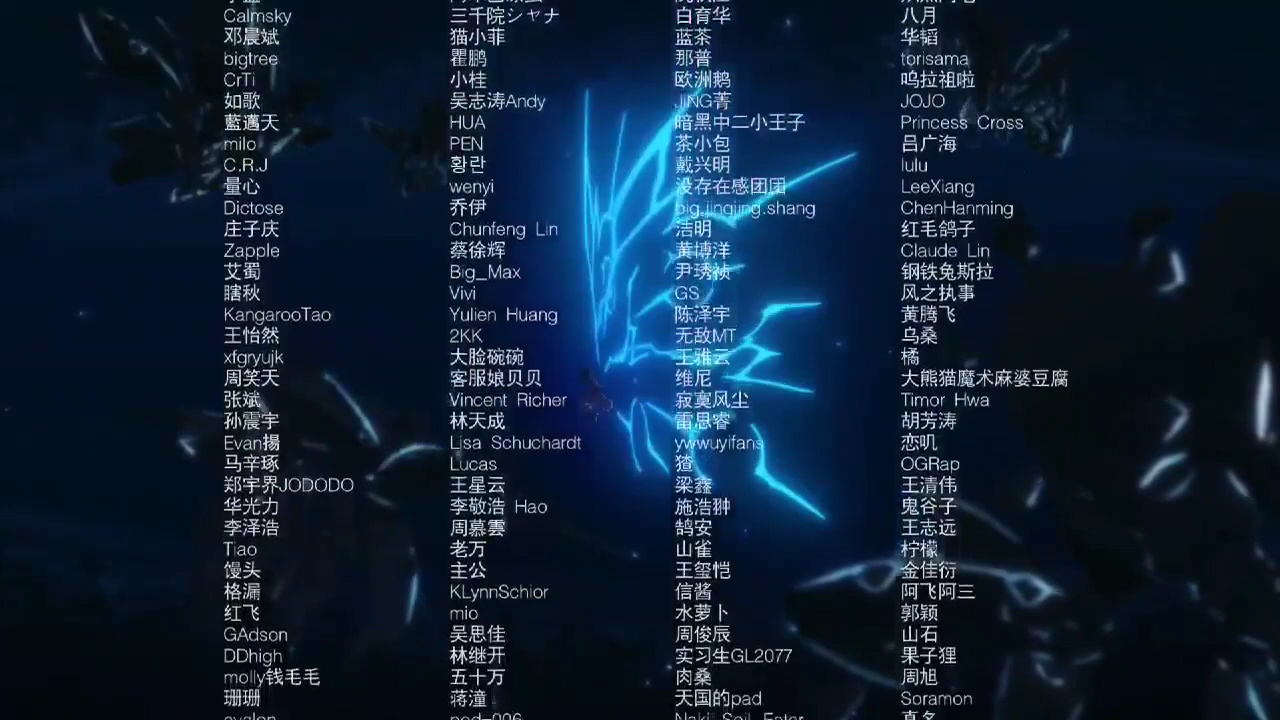 Calmsky
邓晨斌
bigtree
CrTi
如歌
藍邁天
milo
C.R.J
量心
Dictose
庄子庆
Zapple
艾蜀
瞎秋
KangarooTao
王怡然
xfgryujk
周笑天
张斌
孙震宇
Evan揚
马辛琢
郑宇界JODODO
华光力
李泽浩
Tiao
馒头
格漏
红飞
GAdson
DDhigh
molly钱毛毛
珊珊
三千院シャナ
猫小菲
瞿鹏
小桂
吴志涛Andy
HUA
PEN
황란
wenyi
乔伊
Chunfeng Lin
蔡徐辉
Big_Max
Vivi
Yulien Huang
2KK
大脸碗碗
客服娘贝贝
Vincent Richer
林天成
Lisa Schuchardt
Lucas
王星云
李敬浩 Hao
周慕雲
老万
主公
KLynnSchior
mio
吴思佳
林继开
五十万
蒋潼
白育华
蓝茶
那普
欧洲鹅
JiNG菁
暗黑中二小王子
茶小包
戴兴明
没存在感团团
big.jingjing.shang
洁明
黄博洋
尹琇祯
GS
陈泽宇
无敌MT
王雅云
维尼
寂寞风尘
雷思睿
ywwuyifans
猹
梁鑫
施浩翀
鹄安
山雀
王玺恺
信酱
水萝卜
周俊辰
实习生GL2077
肉桑
天国的pad
Naki Soil Eater
八月
华韬
torisama
呜拉祖啦
JOJO
Princess Cross
吕广海
lulu
LeeXiang
ChenHanming
红毛鸽子
Claude Lin
钢铁兔斯拉
风之执事
黄腾飞
乌桑
橘
大熊猫魔术麻婆豆腐
Timor Hwa
胡芳涛
恋叽
OGRap
王清伟
鬼谷子
王志远
柠檬
金佳衍
阿飞阿三
郭颖
山石
果子狸
周旭
Soramon